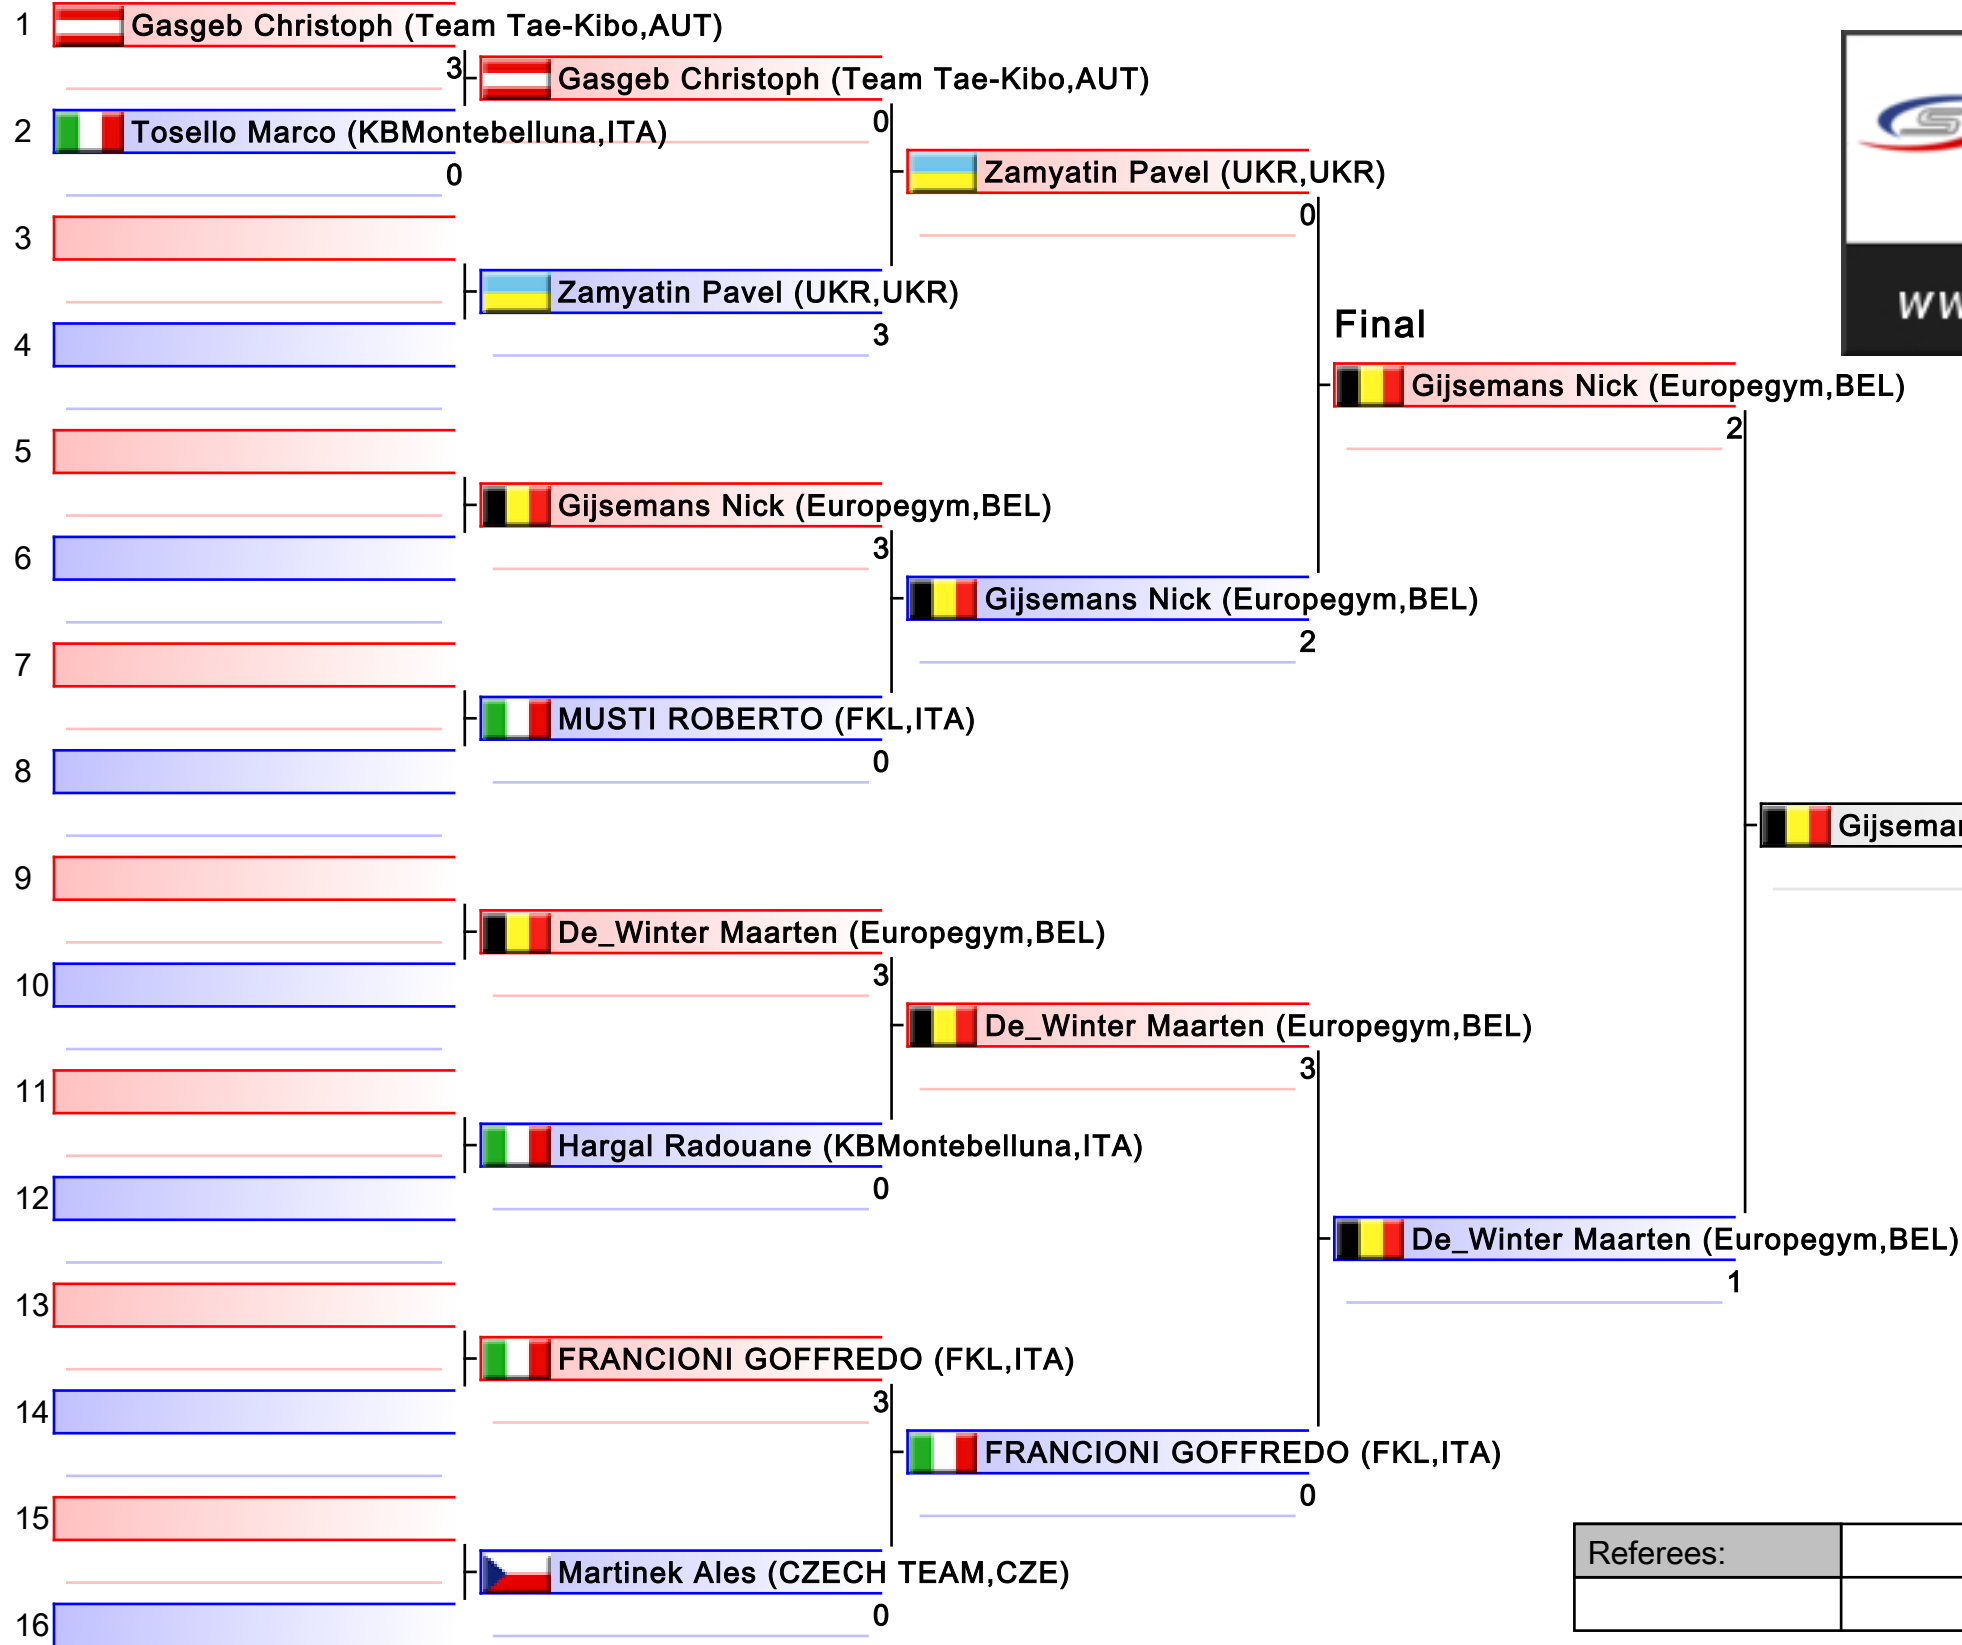 1 Gasgeb Christoph (Team Tae-Kibo,AUT)
3
Gasgeb Christoph (Team Tae-Kibo,AUT)
0
2 Tosello Marco (KBMontebelluna,ITA)
0
Zamyatin Pavel (UKR,UKR)
0
3
Zamyatin Pavel (UKR,UKR)
3
4
Final
Gijsemans Nick (Europegym,BEL)
2
5
Gijsemans Nick (Europegym,BEL)
3
6
Gijsemans Nick (Europegym,BEL)
2
7
MUSTI ROBERTO (FKL,ITA)
0
8
Gijsema
9
De_Winter Maarten (Europegym,BEL)
3
10
De_Winter Maarten (Europegym,BEL)
3
11
Hargal Radouane (KBMontebelluna,ITA)
0
12
De_Winter Maarten (Europegym,BEL)
1
13
FRANCIONI GOFFREDO (FKL,ITA)
3
14
FRANCIONI GOFFREDO (FKL,ITA)
0
15
Martinek Ales (CZECH TEAM,CZE)
0
16
Referees: